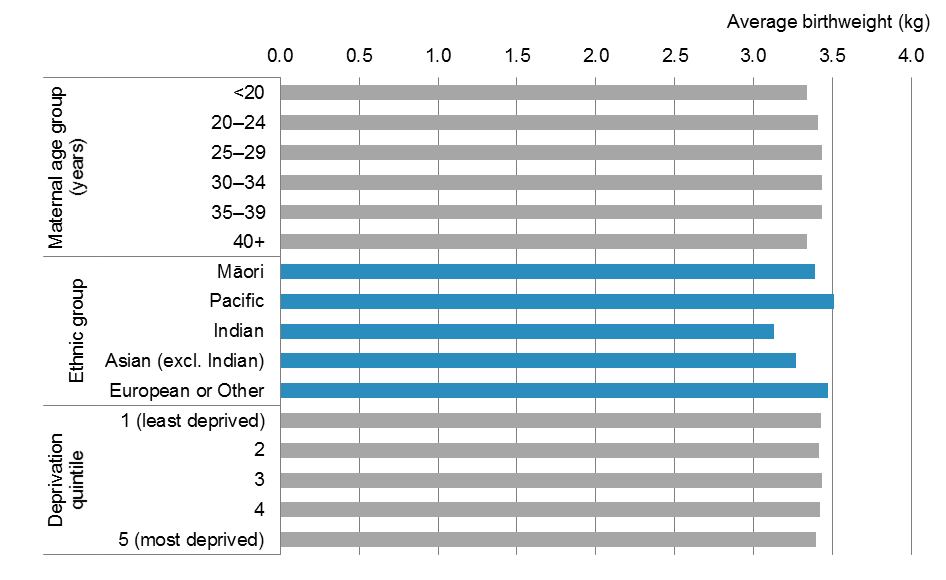 Average birthweight (kg)
0.0 0.5 1.0 1.5 2.0 2.5 3.0 3.5 4.0
Maternal age group
(years)
<20
20–24
25–29
30–34
35–39
40+
Ethnic group
Māori
Pacific
Indian
Asian (excl. Indian)
European or Other
Deprivation
quintile
1 (least deprived)
2
3
4
5 (most deprived)